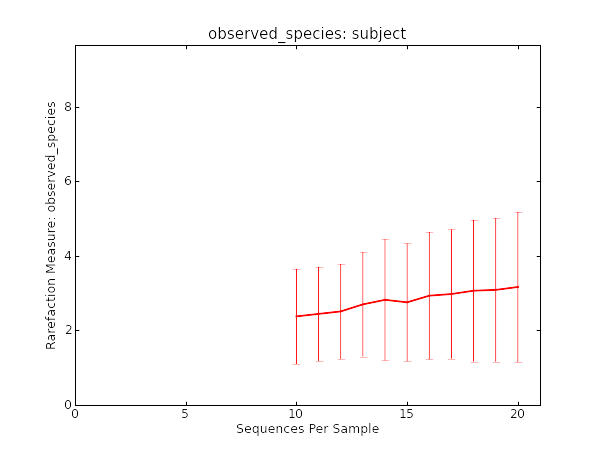 observed_species: subject
Rarefaction Measure: observed_species
8
6
4
2
0
0 5 10 15 20
Sequences Per Sample